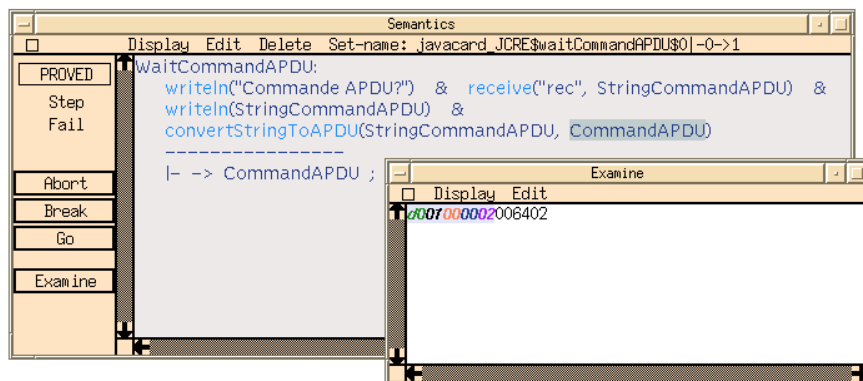 Semantics
Display Edit Delete Set-name: javacard_JCRE$waitCommandAPDU$0|-0->1
PROVED
Step
Fail
Abort
Break
Go
Examine
WaitCommandAPDU:
writeln("Commande APDU?") & receive("rec", StringCommandAPDU) &
writeln(StringCommandAPDU) &
convertStringToAPDU(StringCommandAPDU, CommandAPDU)
-----------------
|- -> CommandAPDU ;
Examine
Display Edit
d001000002006402